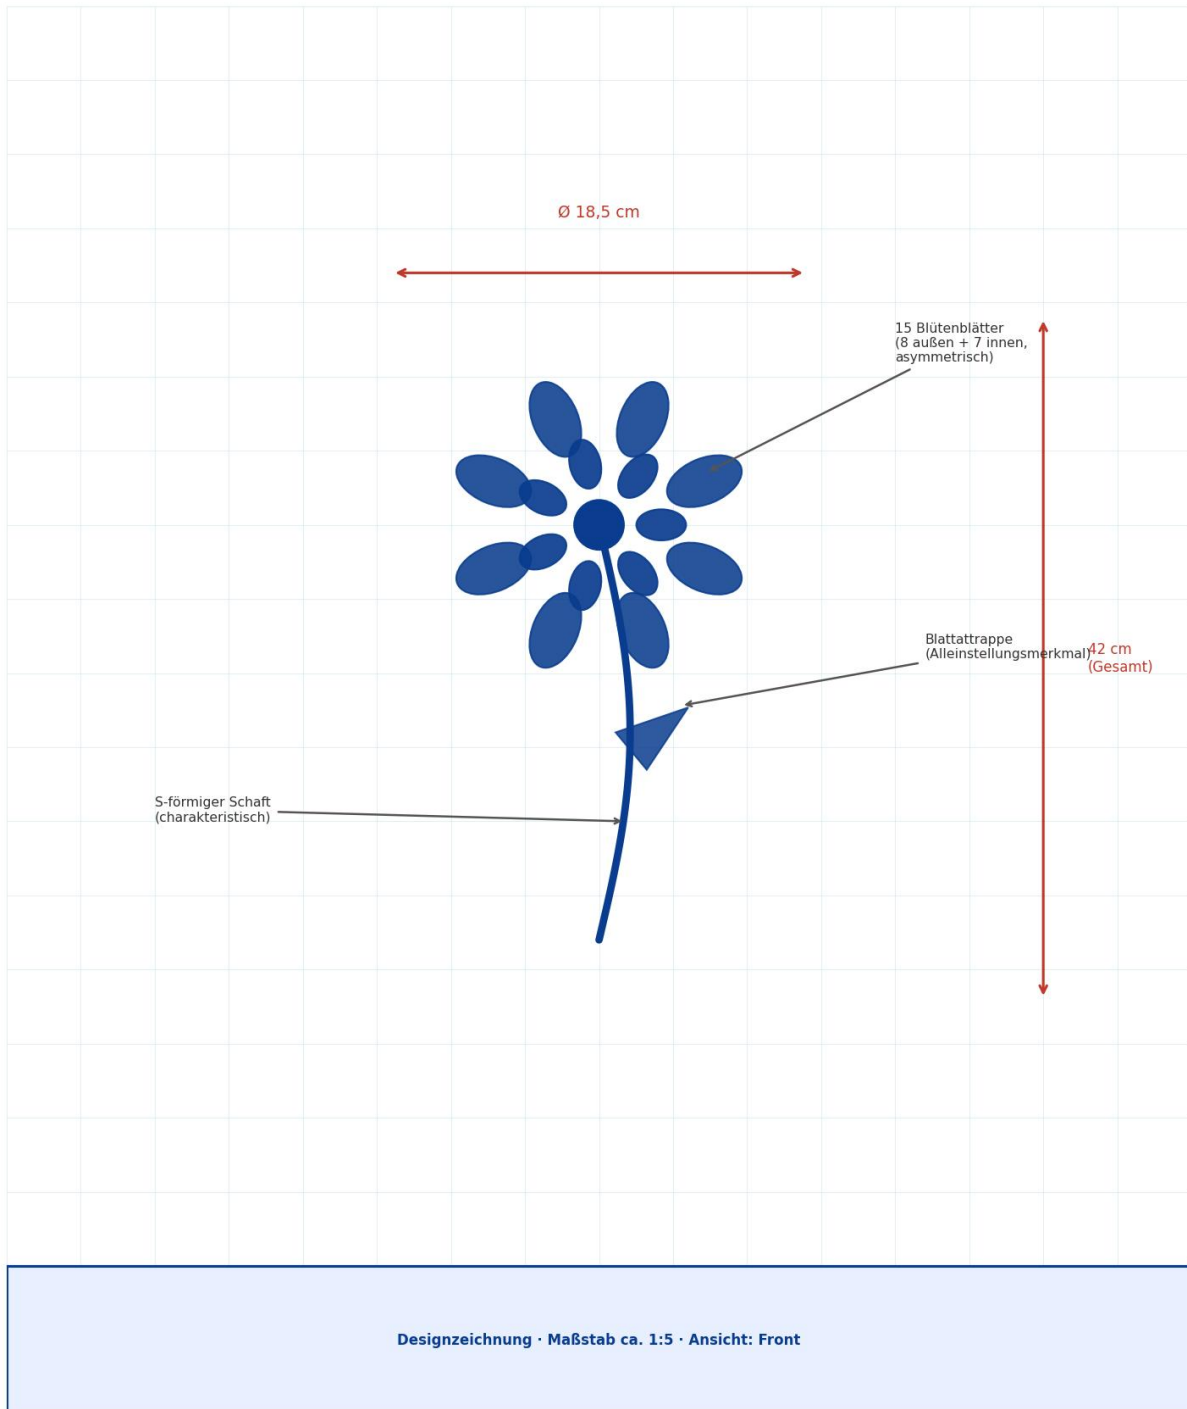 Ø 18,5 cm
15 Blütenblätter
(8 außen + 7 innen,
asymmetrisch)
Blattattrappe
(Alleinstellungsmerkmal)
42 cm
(Gesamt)
S-förmiger Schaft
(charakteristisch)
Designzeichnung · Maßstab ca. 1:5 · Ansicht: Front